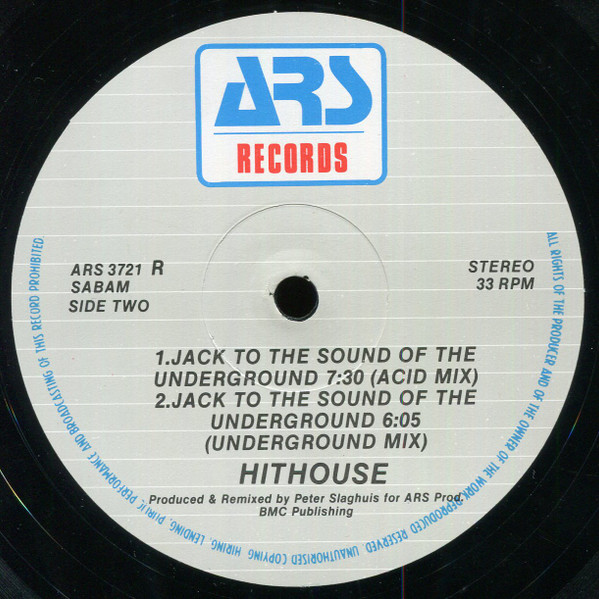 ARS
RECORDS
ARS 3721 R
SABAM
SIDE TWO
STEREO
33 RPM
1.JACK TO THE SOUND OF THE
UNDERGROUND 7:30 (ACID MIX)
2.JACK TO THE SOUND OF THE
UNDERGROUND 6:05
(UNDERGROUND MIX)
HITHOUSE
Produced & Remixed by Peter Slaghuis for ARS Prod.
BMC Publishing
ALL RIGHTS OF THE PRODUCER AND OF THE OWNER OF THE WORK REPRODUCED RESERVED. UNAUTHORISED COPYING, HIRING, LENDING, PUBLIC PERFORMANCE AND BROADCASTING OF THIS RECORD PROHIBITED.